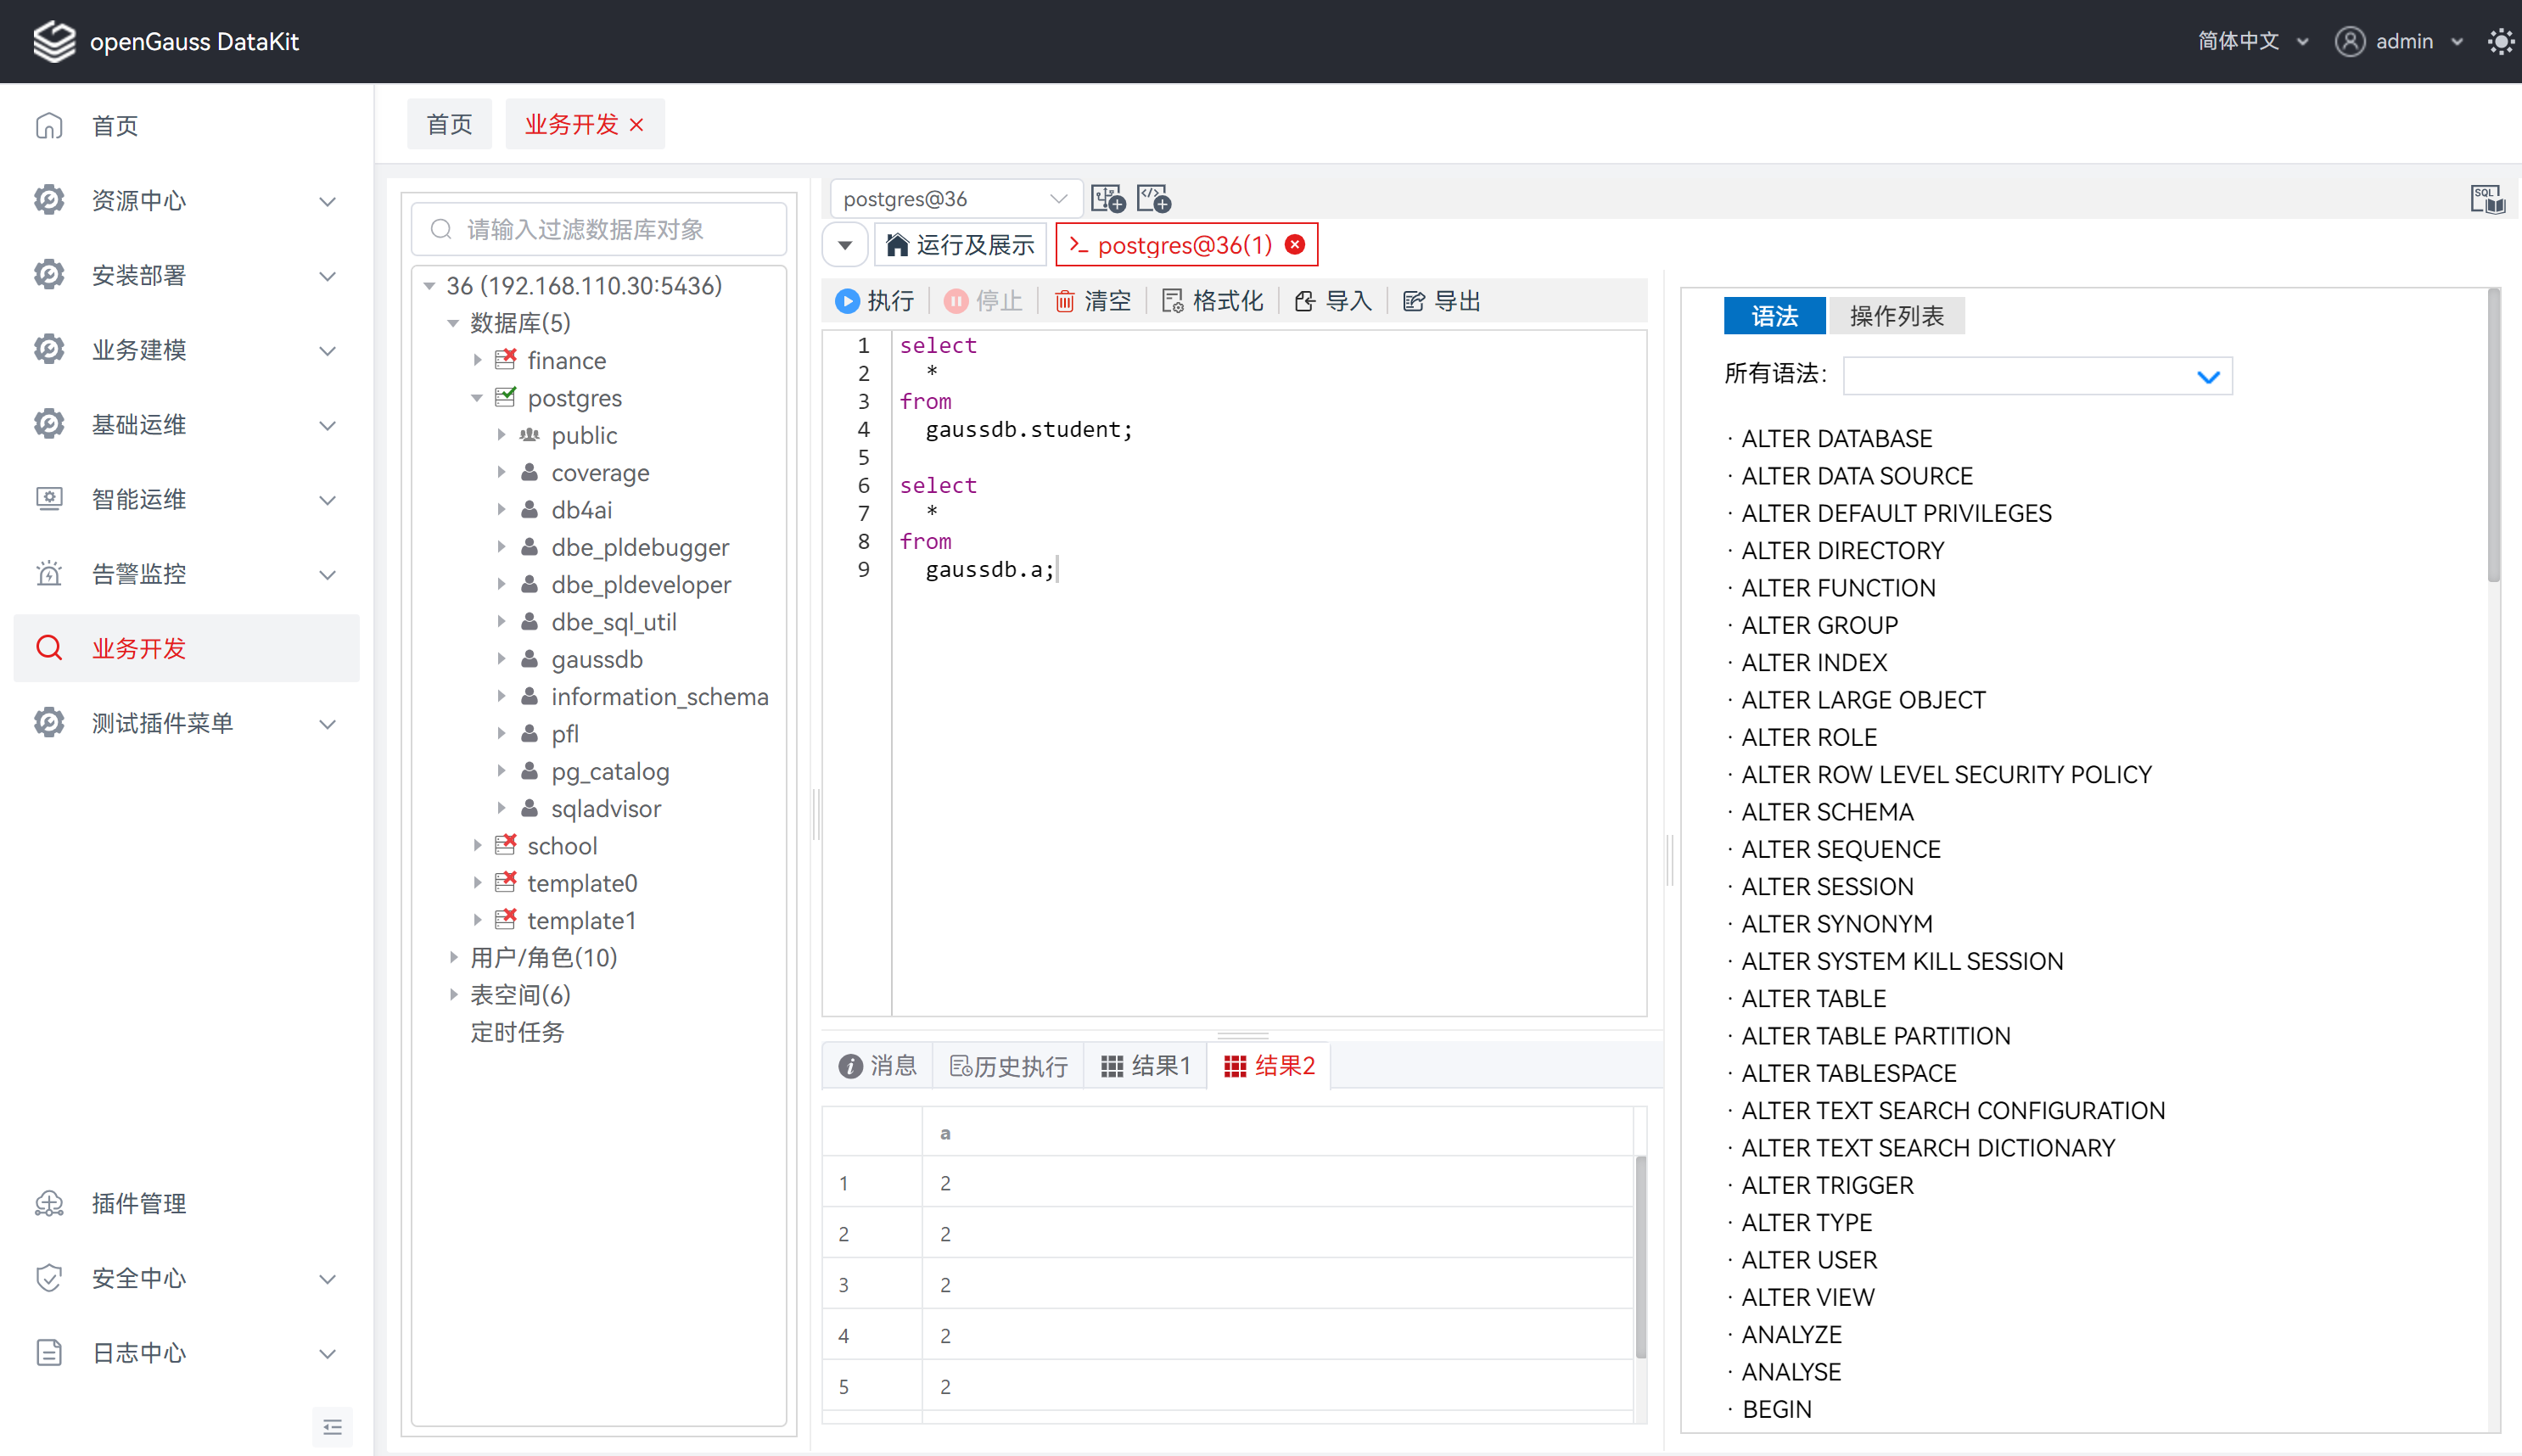 openGauss DataKit
简体中文
admin
首页
资源中心
安装部署
业务建模
基础运维
智能运维
告警监控
业务开发
测试插件菜单
插件管理
安全中心
日志中心
首页
业务开发
请输入过滤数据库对象
36 (192.168.110.30:5436)
数据库(5)
finance
postgres
public
coverage
db4ai
dbe_pldebugger
dbe_pldeveloper
dbe_sql_util
gaussdb
information_schema
pfl
pg_catalog
sqladvisor
school
template0
template1
用户/角色(10)
表空间(6)
定时任务
postgres@36
SQL
运行及展示
postgres@36(1)
执行 停止 清空 格式化 导入 导出
1 select
2 *
3 from
4 gaussdb.student;
5
6 select
7 *
8 from
9 gaussdb.a;
消息 历史执行 结果1 结果2
a
1 2
2 2
3 2
4 2
5 2
语法 操作列表
所有语法:
· ALTER DATABASE
· ALTER DATA SOURCE
· ALTER DEFAULT PRIVILEGES
· ALTER DIRECTORY
· ALTER FUNCTION
· ALTER GROUP
· ALTER INDEX
· ALTER LARGE OBJECT
· ALTER ROLE
· ALTER ROW LEVEL SECURITY POLICY
· ALTER SCHEMA
· ALTER SEQUENCE
· ALTER SESSION
· ALTER SYNONYM
· ALTER SYSTEM KILL SESSION
· ALTER TABLE
· ALTER TABLE PARTITION
· ALTER TABLESPACE
· ALTER TEXT SEARCH CONFIGURATION
· ALTER TEXT SEARCH DICTIONARY
· ALTER TRIGGER
· ALTER TYPE
· ALTER USER
· ALTER VIEW
· ANALYZE
· ANALYSE
· BEGIN